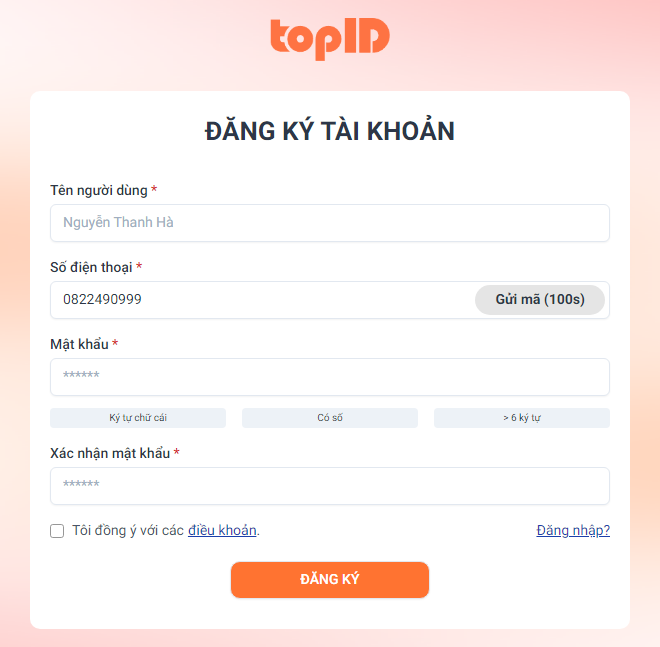 topID
ĐĂNG KÝ TÀI KHOẢN
Tên người dùng *
Nguyễn Thanh Hà
Số điện thoại *
0822490999 Gửi mã (100s)
Mật khẩu *
******
Ký tự chữ cái Có số > 6 ký tự
Xác nhận mật khẩu *
******
Tôi đồng ý với các điều khoản. Đăng nhập?
ĐĂNG KÝ